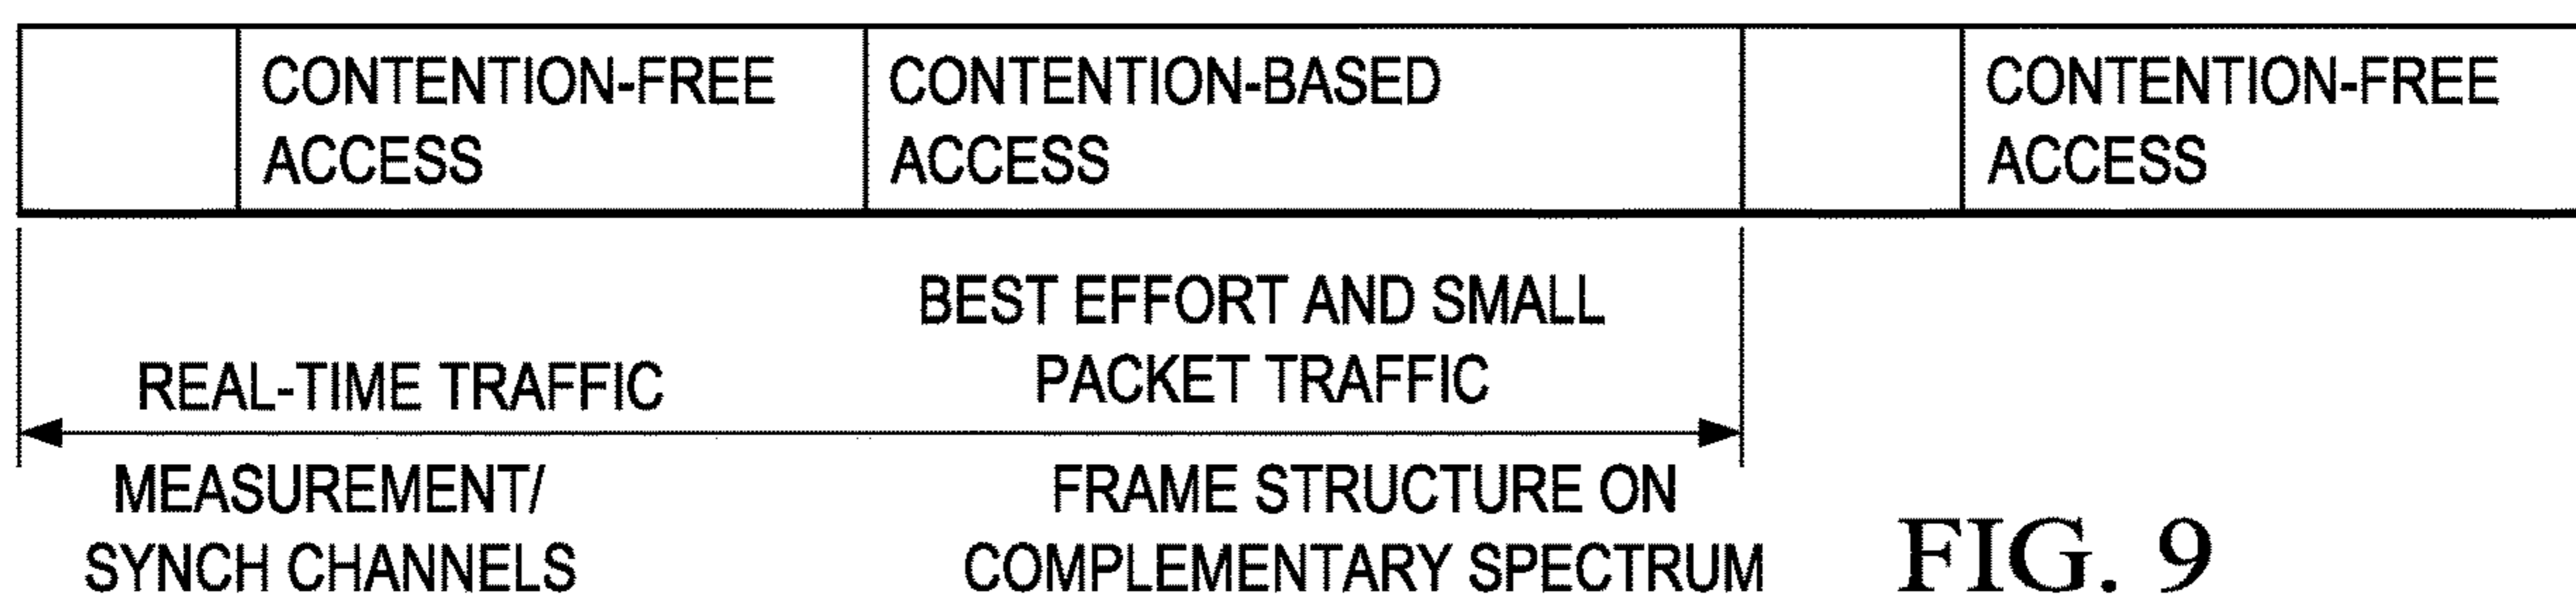 CONTENTION-FREE
ACCESS
CONTENTION-BASED
ACCESS
CONTENTION-FREE
ACCESS
REAL-TIME TRAFFIC
BEST EFFORT AND SMALL
PACKET TRAFFIC
MEASUREMENT/
SYNCH CHANNELS
FRAME STRUCTURE ON
COMPLEMENTARY SPECTRUM
FIG. 9